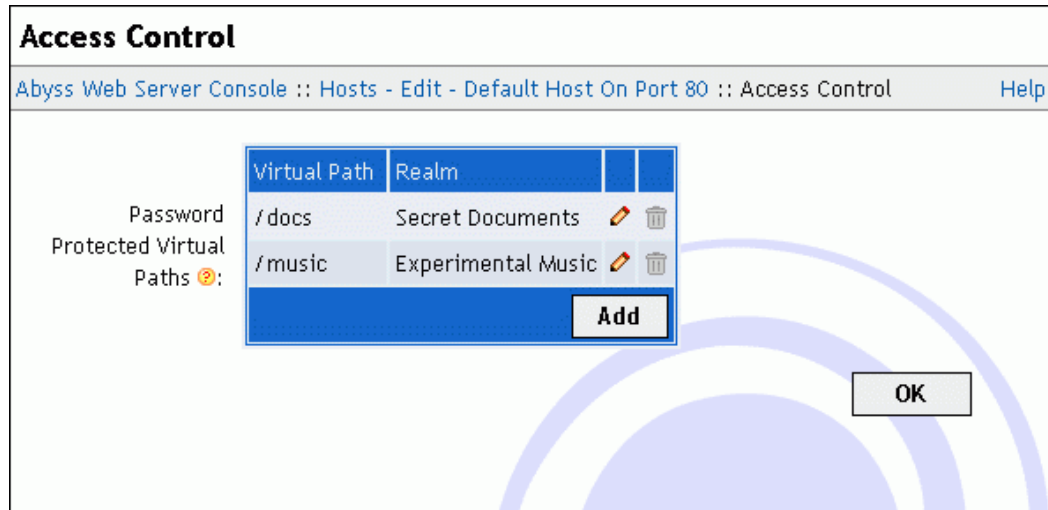 Access Control
Abyss Web Server Console :: Hosts - Edit - Default Host On Port 80 :: Access Control Help
Virtual Path Realm
Password Protected Virtual Paths ?:
/docs Secret Documents
/music Experimental Music
Add
OK